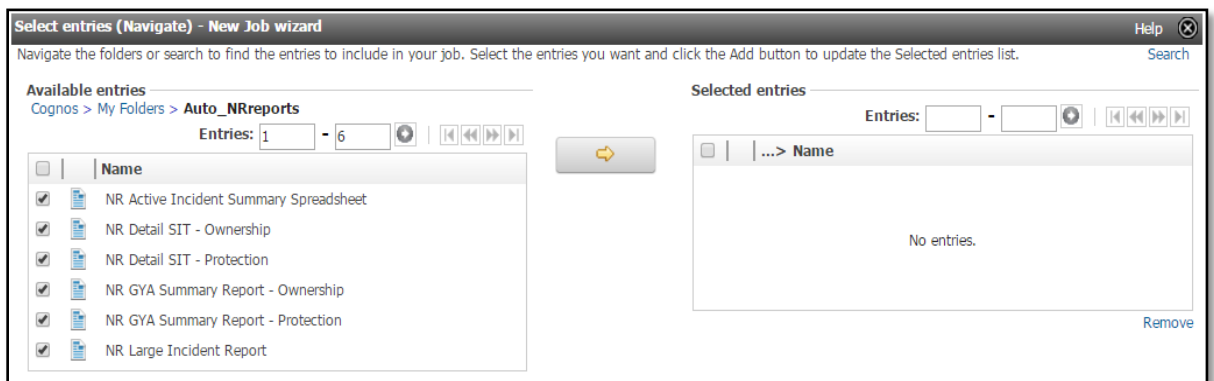 Select entries (Navigate) - New Job wizard
Help
Navigate the folders or search to find the entries to include in your job. Select the entries you want and click the Add button to update the Selected entries list.
Search
Available entries
Cognos > My Folders > Auto_NRreports
Entries: 1 - 6
Name
NR Active Incident Summary Spreadsheet
NR Detail SIT - Ownership
NR Detail SIT - Protection
NR GYA Summary Report - Ownership
NR GYA Summary Report - Protection
NR Large Incident Report
Selected entries
Entries: -
...> Name
No entries.
Remove